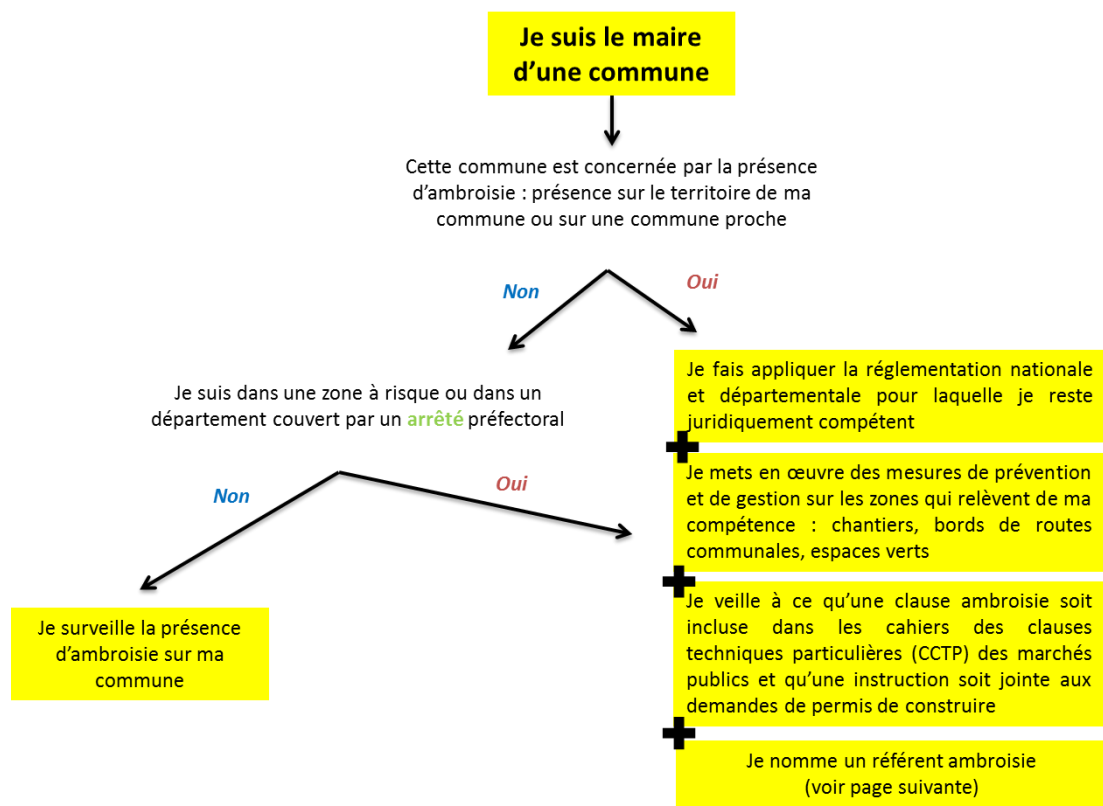 Je suis le maire
d'une commune
Cette commune est concernée par la présence
d'ambroisie : présence sur le territoire de ma
commune ou sur une commune proche
Non
Oui
Je suis dans une zone à risque ou dans un
département couvert par un arrêté préfectoral
Non
Oui
Je surveille la présence
d'ambroisie sur ma
commune
Je fais appliquer la réglementation nationale
et départementale pour laquelle je reste
juridiquement compétent
Je mets en œuvre des mesures de prévention
et de gestion sur les zones qui relèvent de ma
compétence : chantiers, bords de routes
communales, espaces verts
Je veille à ce qu'une clause ambroisie soit
incluse dans les cahiers des clauses
techniques particulières (CCTP) des marchés
publics et qu'une instruction soit jointe aux
demandes de permis de construire
Je nomme un référent ambroisie
(voir page suivante)